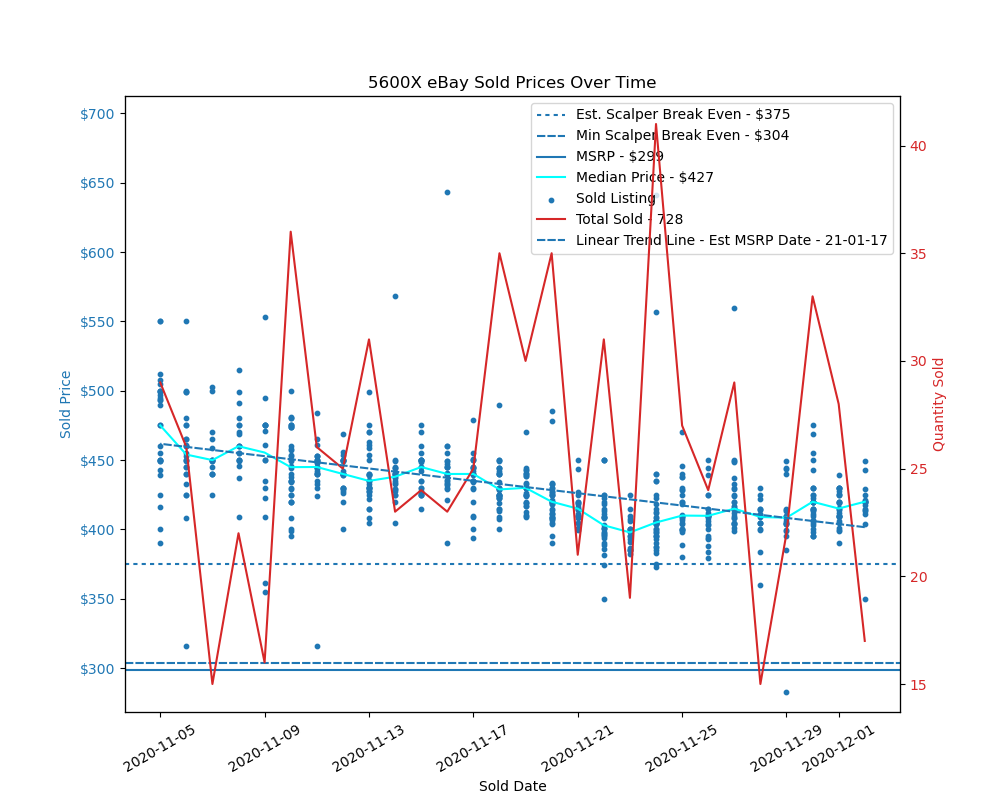 5600X eBay Sold Prices Over Time
$700
$650
$600
$550
$500
$450
$400
$350
$300
Sold Price
Est. Scalper Break Even - $375
Min Scalper Break Even - $304
MSRP - $299
Median Price - $427
Sold Listing
Total Sold - 728
Linear Trend Line - Est MSRP Date - 21-01-17
40
35
30
25
20
15
Quantity Sold
2020-11-05
2020-11-09
2020-11-13
2020-11-17
2020-11-21
2020-11-25
2020-11-29
2020-12-01
Sold Date